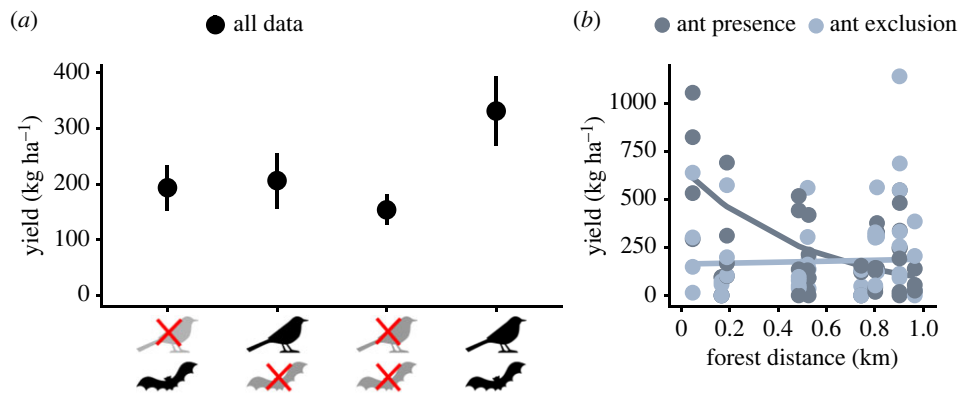 (a)
all data
yield (kg ha⁻¹)
400
300
200
100
0
(b)
ant presence
ant exclusion
yield (kg ha⁻¹)
1000
750
500
250
0
0 0.2 0.4 0.6 0.8 1.0
forest distance (km)